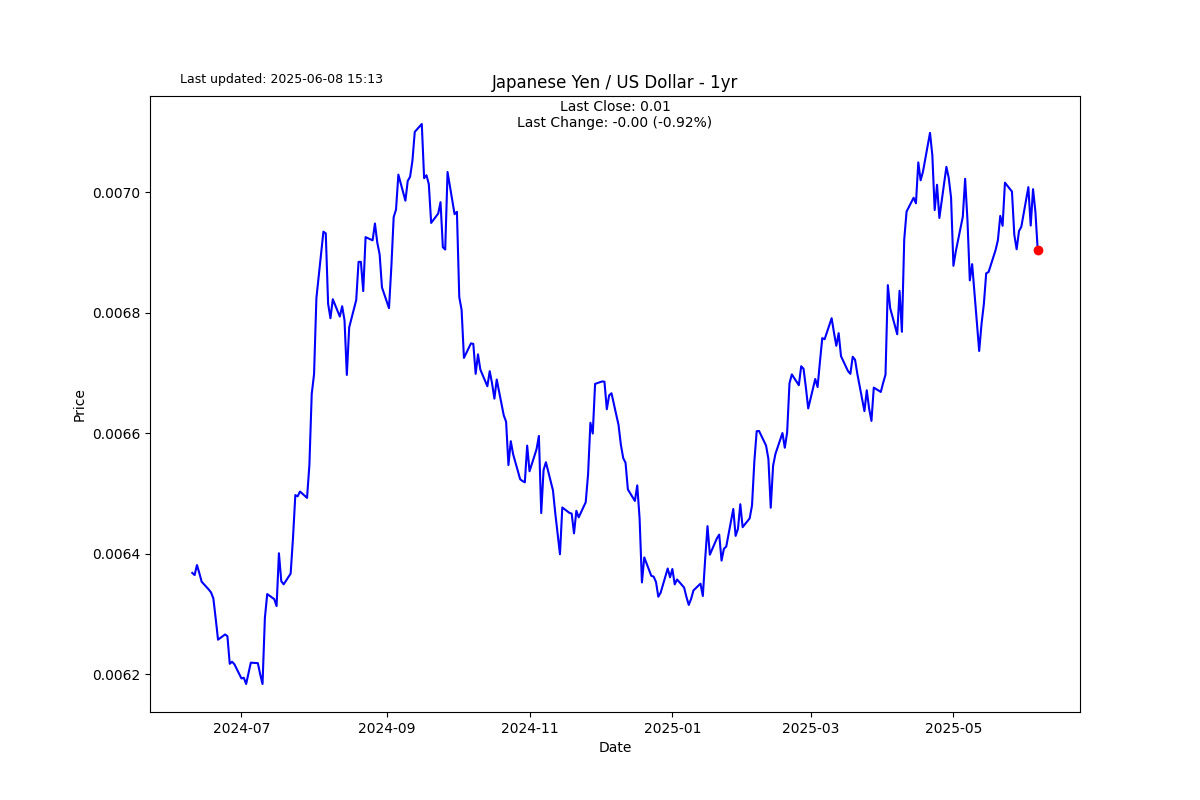 Last updated: 2025-06-08 15:13
Japanese Yen / US Dollar - 1yr
Last Close: 0.01
Last Change: -0.00 (-0.92%)
Price
0.0070
0.0068
0.0066
0.0064
0.0062
2024-07 2024-09 2024-11 2025-01 2025-03 2025-05
Date